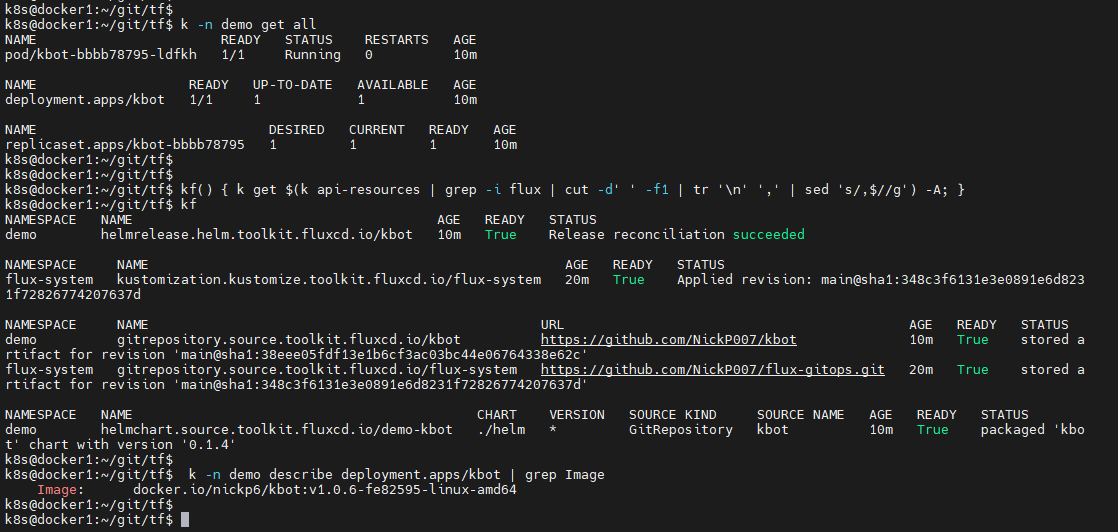 k8s@docker1:~/git/tf$
k8s@docker1:~/git/tf$ k -n demo get all
NAME                       READY   STATUS    RESTARTS   AGE
pod/kbot-bbbb78795-ldfkh   1/1     Running   0          10m

NAME                   READY   UP-TO-DATE   AVAILABLE   AGE
deployment.apps/kbot   1/1     1            1           10m

NAME                             DESIRED   CURRENT   READY   AGE
replicaset.apps/kbot-bbbb78795   1         1         1       10m
k8s@docker1:~/git/tf$
k8s@docker1:~/git/tf$
k8s@docker1:~/git/tf$ kf() { k get $(k api-resources | grep -i flux | cut -d' ' -f1 | tr '\n' ',' | sed 's/,$//g') -A; }
k8s@docker1:~/git/tf$ kf
NAMESPACE   NAME                                      AGE   READY   STATUS
demo        helmrelease.helm.toolkit.fluxcd.io/kbot   10m   True    Release reconciliation succeeded

NAMESPACE     NAME                                                AGE   READY   STATUS
flux-system   kustomization.kustomize.toolkit.fluxcd.io/flux-system   20m   True    Applied revision: main@sha1:348c3f6131e3e0891e6d823
1f72826774207637d

NAMESPACE     NAME                                                 URL                                           AGE   READY   STATUS
demo          gitrepository.source.toolkit.fluxcd.io/kbot          https://github.com/NickP007/kbot              10m   True    stored a
rtifact for revision 'main@sha1:38eee05fdf13e1b6cf3ac03bc44e06764338e62c'
flux-system   gitrepository.source.toolkit.fluxcd.io/flux-system   https://github.com/NickP007/flux-gitops.git   20m   True    stored a
rtifact for revision 'main@sha1:348c3f6131e3e0891e6d8231f72826774207637d'

NAMESPACE   NAME                                           CHART    VERSION   SOURCE KIND     SOURCE NAME   AGE   READY   STATUS
demo        helmchart.source.toolkit.fluxcd.io/demo-kbot   ./helm   *         GitRepository   kbot          10m   True    packaged 'kbo
t' chart with version '0.1.4'
k8s@docker1:~/git/tf$
k8s@docker1:~/git/tf$  k -n demo describe deployment.apps/kbot | grep Image
    Image:      docker.io/nickp6/kbot:v1.0.6-fe82595-linux-amd64
k8s@docker1:~/git/tf$
k8s@docker1:~/git/tf$